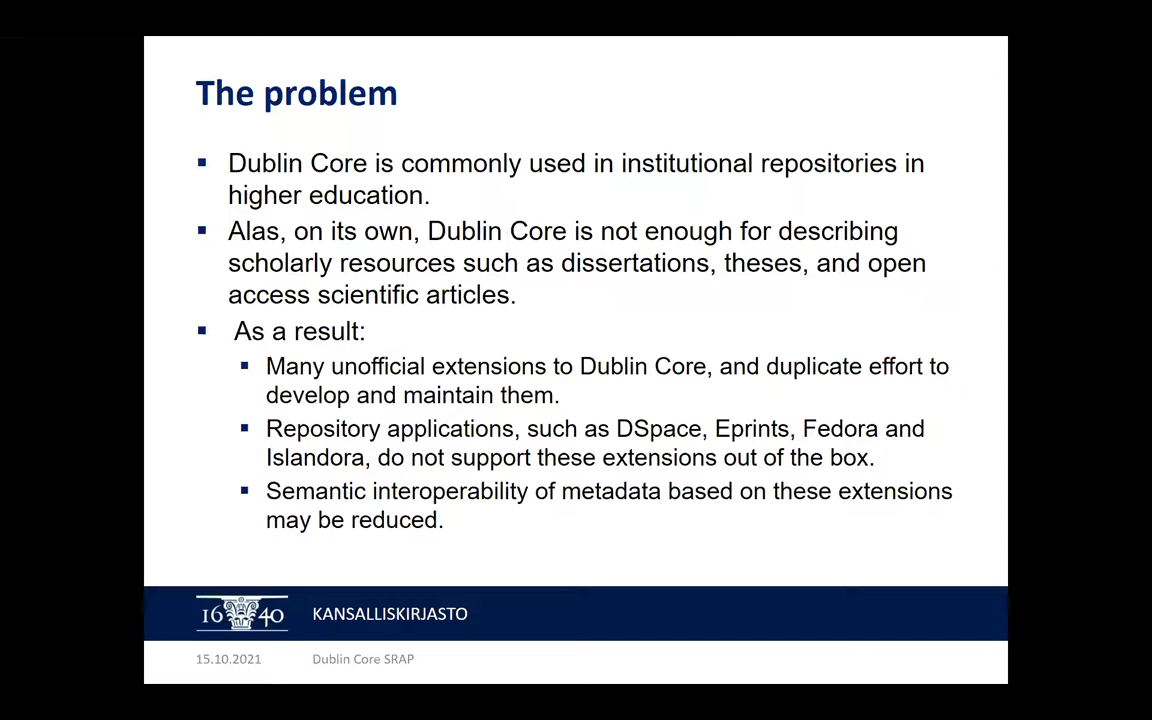 The problem
▪ Dublin Core is commonly used in institutional repositories in
higher education.
▪ Alas, on its own, Dublin Core is not enough for describing
scholarly resources such as dissertations, theses, and open
access scientific articles.
▪ As a result:
▪ Many unofficial extensions to Dublin Core, and duplicate effort to
develop and maintain them.
▪ Repository applications, such as DSpace, Eprints, Fedora and
Islandora, do not support these extensions out of the box.
▪ Semantic interoperability of metadata based on these extensions
may be reduced.
1640 KANSALLISKIRJASTO
15.10.2021 Dublin Core SRAP